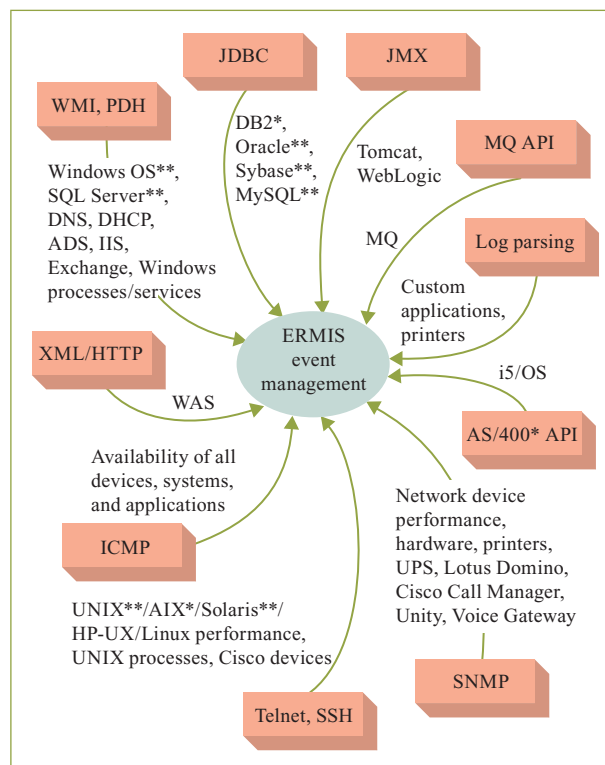 JDBC
JMX
WMI, PDH
DB2*,
Oracle**,
Sybase**,
MySQL**
Tomcat,
WebLogic
MQ API
Windows OS**,
SQL Server**,
DNS, DHCP,
ADS, IIS,
Exchange, Windows
processes/services
MQ
Log parsing
Custom
applications,
printers
ERMIS
event
management
XML/HTTP
WAS
i5/OS
AS/400* API
Availability of all
devices, systems,
and applications
ICMP
Network device
performance,
hardware, printers,
UPS, Lotus Domino,
Cisco Call Manager,
Unity, Voice Gateway
UNIX**/AIX*/Solaris**/
HP-UX/Linux performance,
UNIX processes, Cisco devices
SNMP
Telnet, SSH